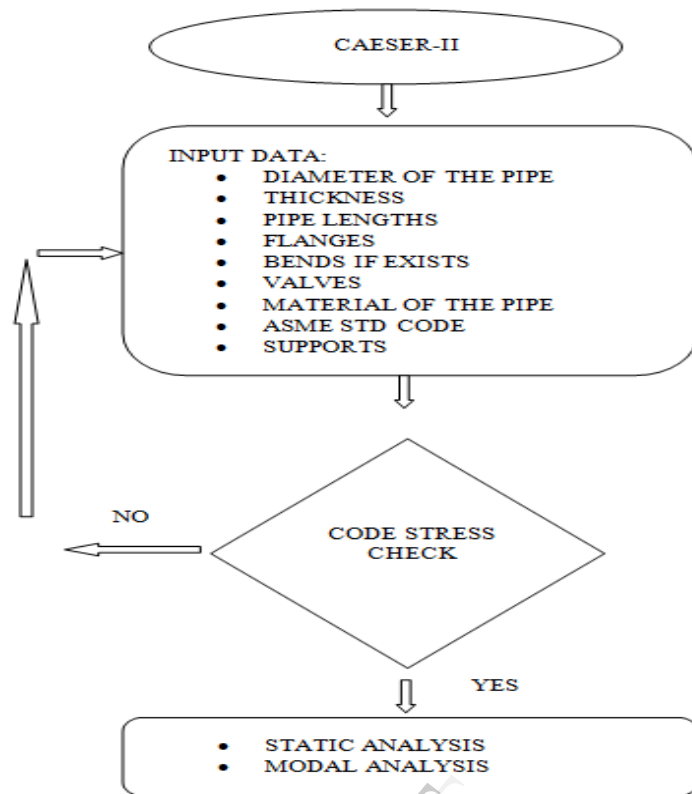 CAESER-II
INPUT DATA:
• DIAMETER OF THE PIPE
• THICKNESS
• PIPE LENGTHS
• FLANGES
• BENDS IF EXISTS
• VALVES
• MATERIAL OF THE PIPE
• ASME STD CODE
• SUPPORTS
NO
CODE STRESS
CHECK
YES
• STATIC ANALYSIS
• MODAL ANALYSIS